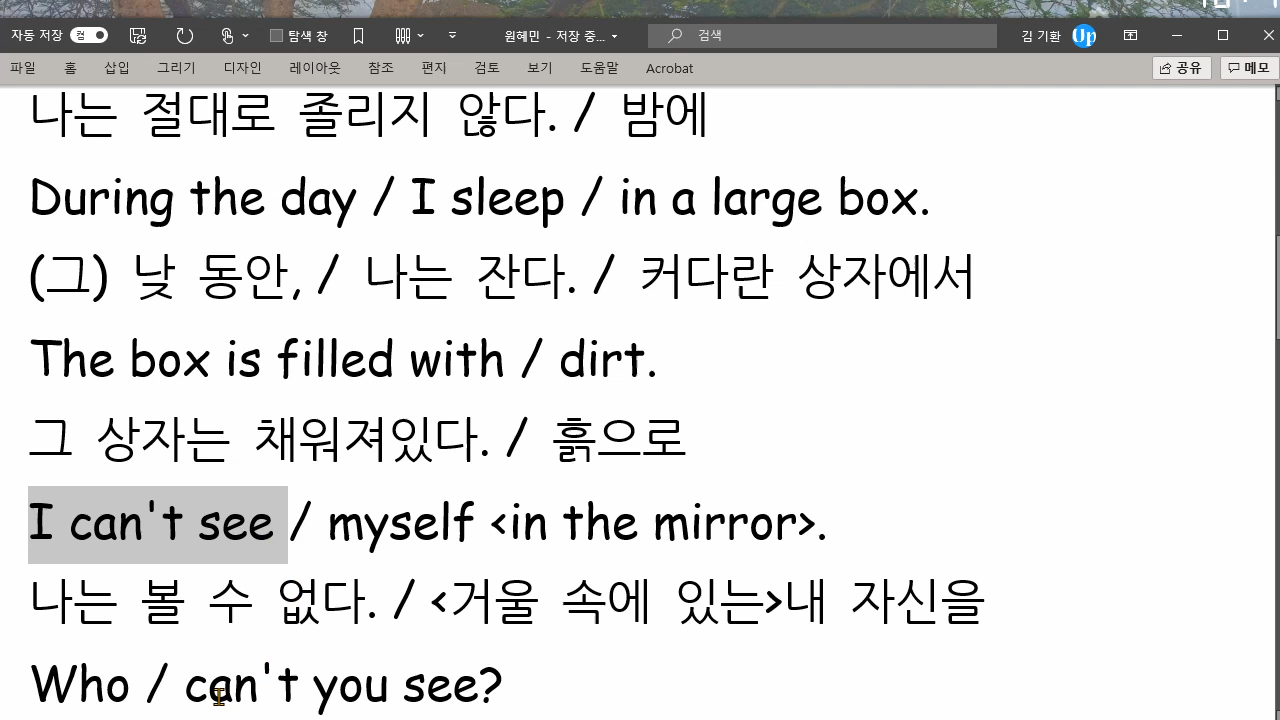 자동 저장 컴 탐색 창 원혜민 - 저장 중... 검색 김 기환 Up
파일 홈 삽입 그리기 디자인 레이아웃 참조 편지 검토 보기 도움말 Acrobat 공유 메모
나는 절대로 졸리지 않다. / 밤에
During the day / I sleep / in a large box.
(그) 낮 동안, / 나는 잔다. / 커다란 상자에서
The box is filled with / dirt.
그 상자는 채워져있다. / 흙으로
I can't see / myself <in the mirror>.
나는 볼 수 없다. / <거울 속에 있는>내 자신을
Who / can't you see?